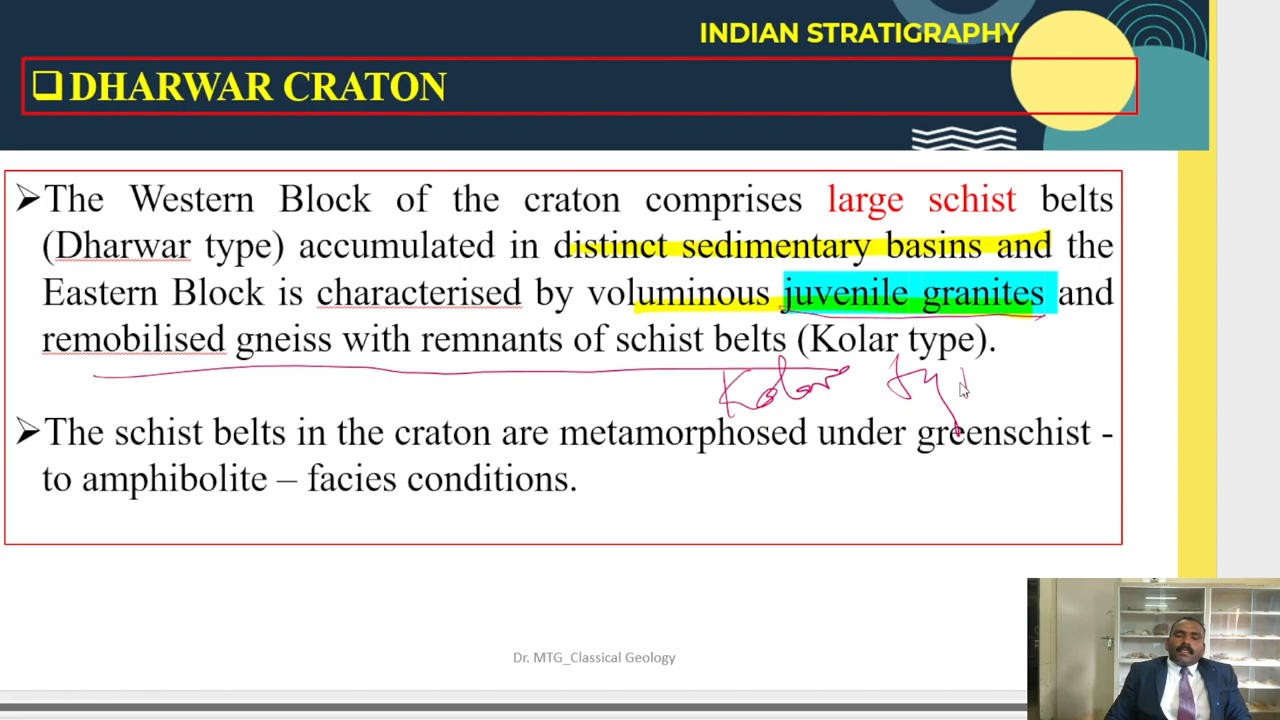 INDIAN STRATIGRAPHY
DHARWAR CRATON
The Western Block of the craton comprises large schist belts
(Dharwar type) accumulated in distinct sedimentary basins and the
Eastern Block is characterised by voluminous juvenile granites and
remobilised gneiss with remnants of schist belts (Kolar type).
Kolar ty
The schist belts in the craton are metamorphosed under greenschist -
to amphibolite – facies conditions.
Dr. MTG_Classical Geology